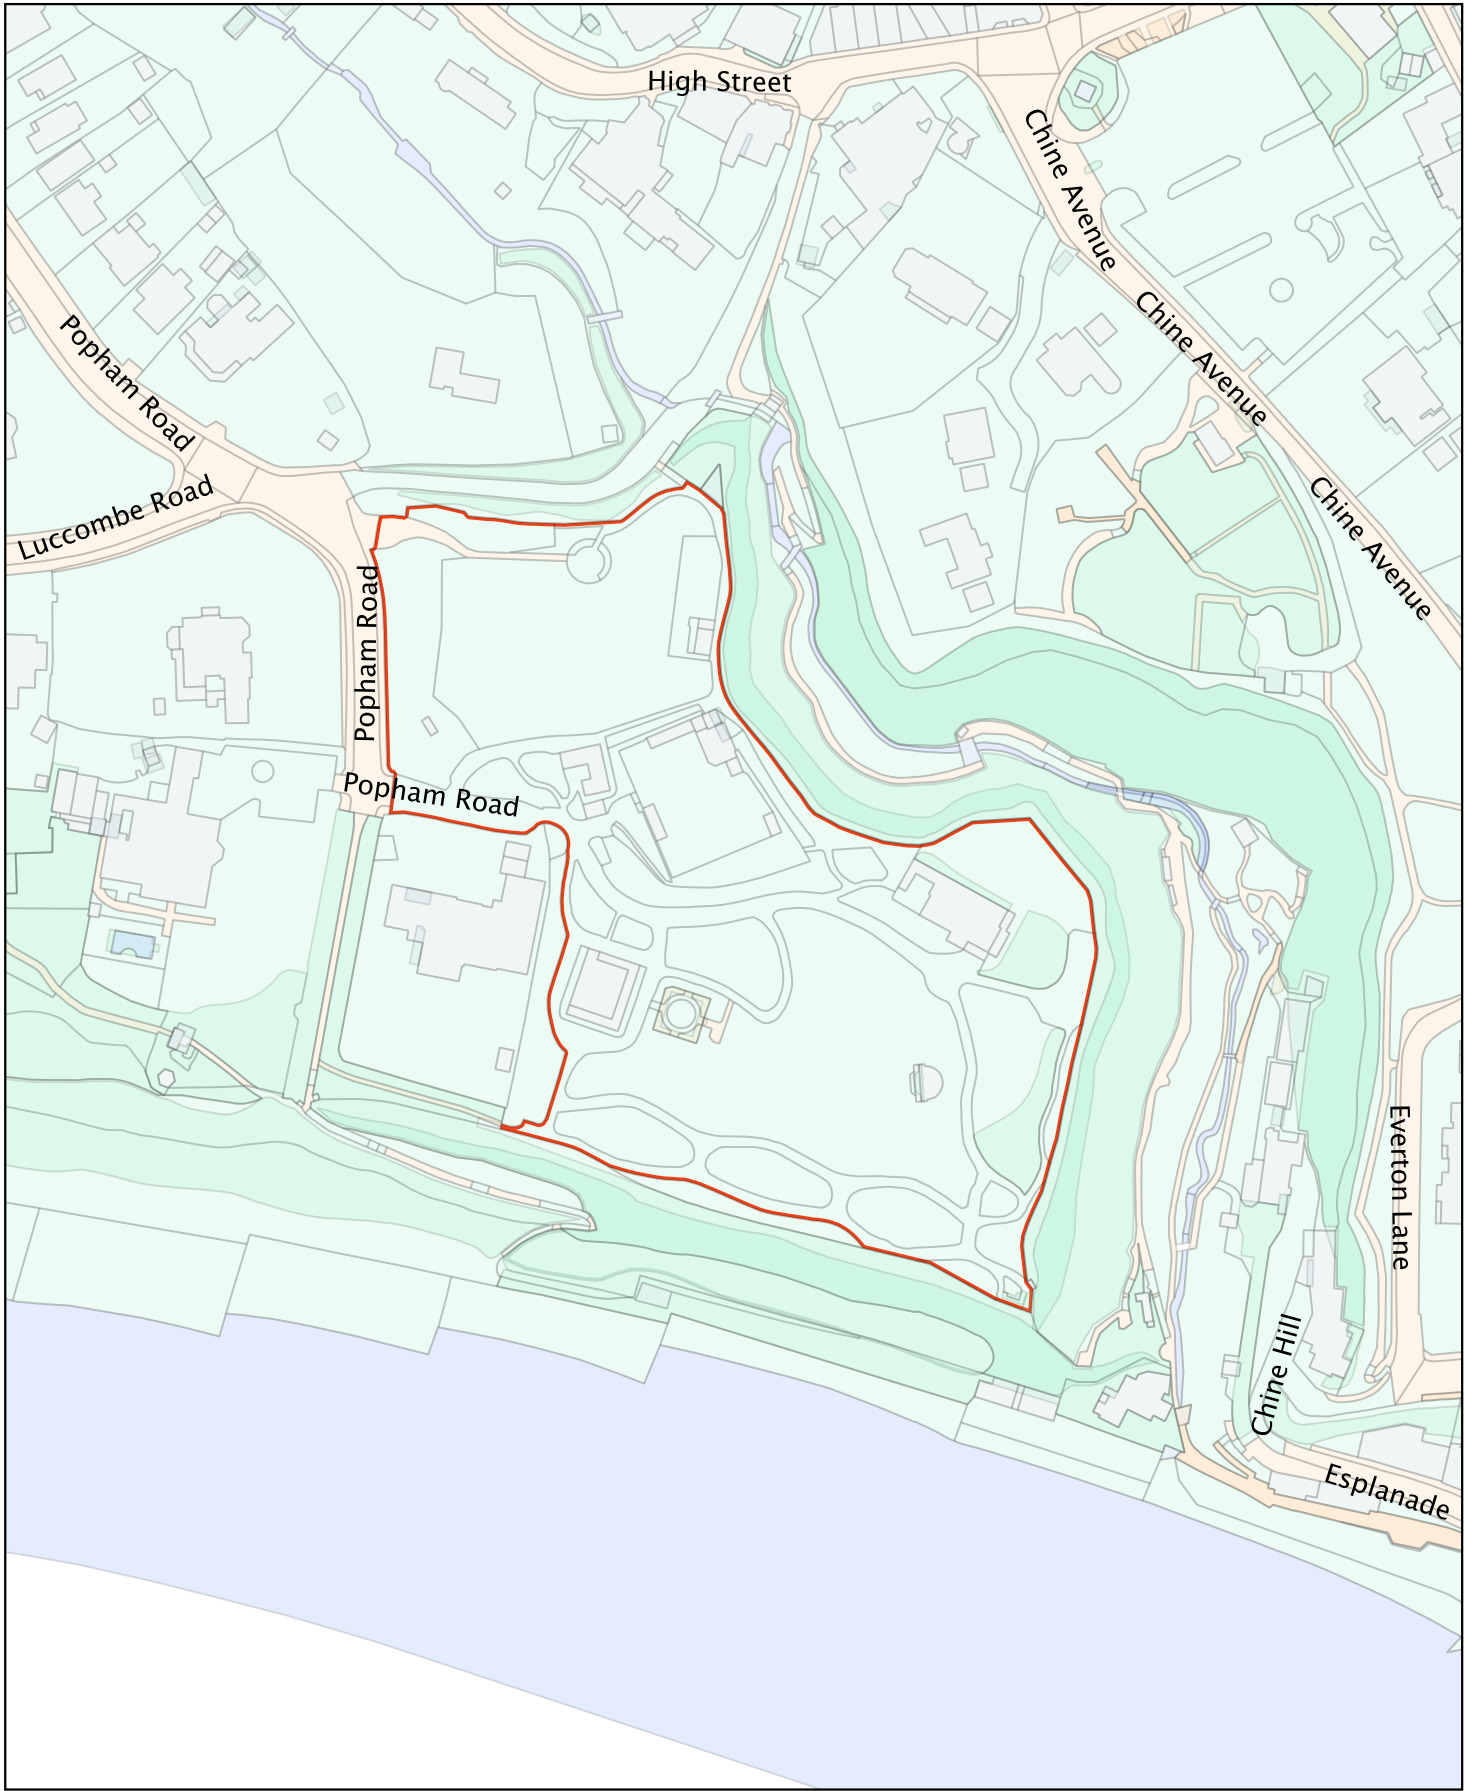 High Street
Chine Avenue
Chine Avenue
Popham Road
Chine Avenue
Luccombe Road
Popham Road
Popham Road
Everton Lane
Chine Hill
Esplanade